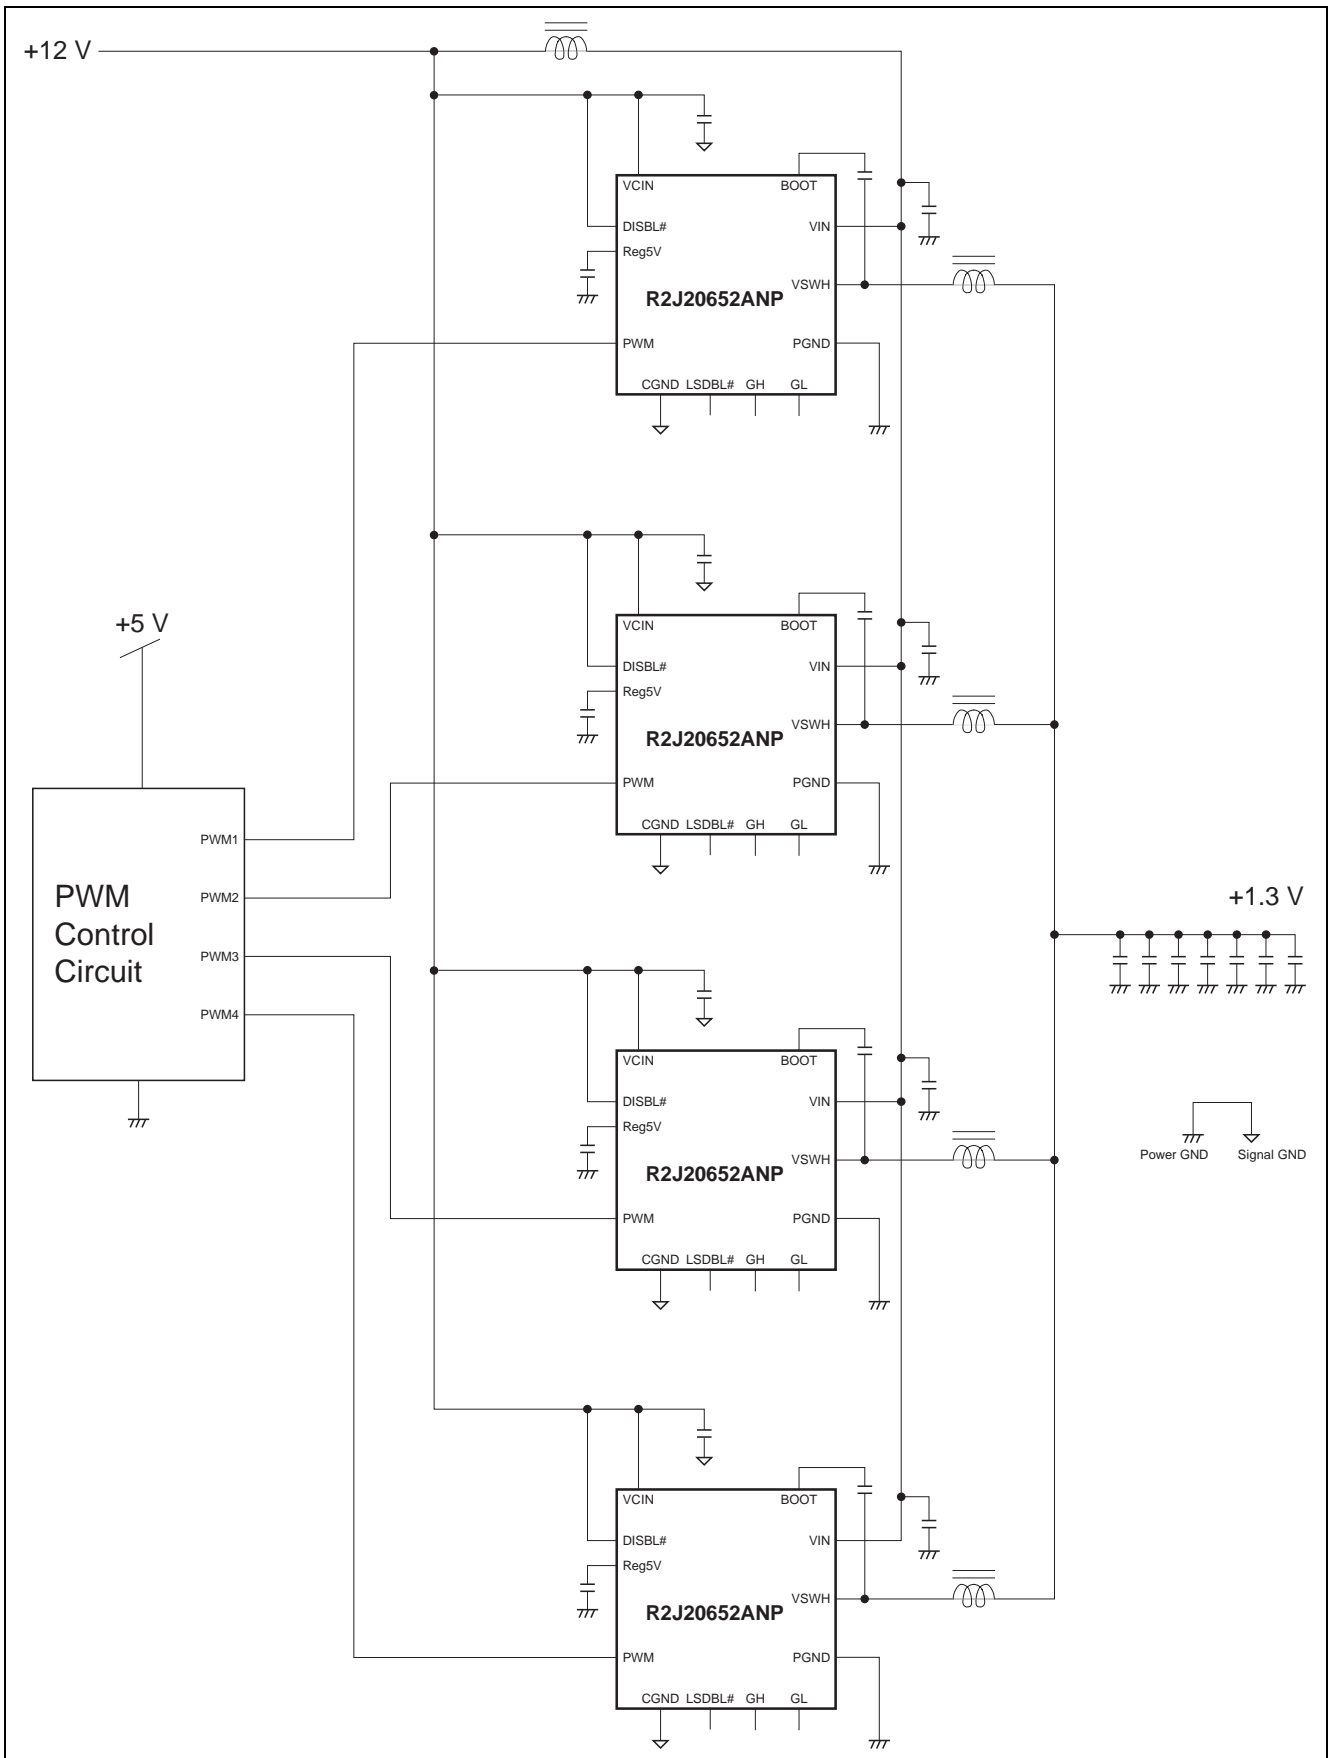 +12 V
VCIN
BOOT
DISBL#
VIN
Reg5V
VSWH
R2J20652ANP
PWM
PGND
CGND LSDBL# GH GL
+5 V
VCIN
BOOT
DISBL#
VIN
Reg5V
VSWH
R2J20652ANP
PWM
PGND
CGND LSDBL# GH GL
PWM
Control
Circuit
PWM1
PWM2
PWM3
PWM4
+1.3 V
VCIN
BOOT
DISBL#
VIN
Reg5V
VSWH
R2J20652ANP
PWM
PGND
CGND LSDBL# GH GL
Power GND
Signal GND
VCIN
BOOT
DISBL#
VIN
Reg5V
VSWH
R2J20652ANP
PWM
PGND
CGND LSDBL# GH GL